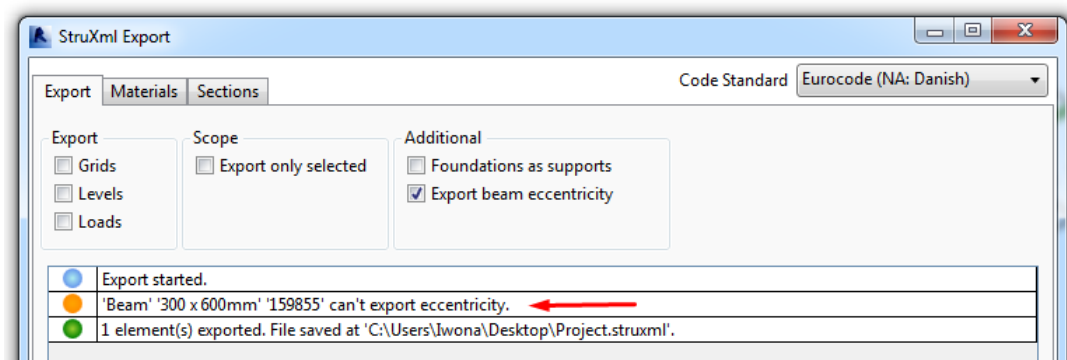 StruXml Export
Code Standard Eurocode (NA: Danish)
Export Materials Sections
Export Scope Additional
Grids Export only selected Foundations as supports
Levels Export beam eccentricity
Loads
Export started.
'Beam' '300 x 600mm' '159855' can't export eccentricity.
1 element(s) exported. File saved at 'C:\Users\Iwona\Desktop\Project.struxml'.